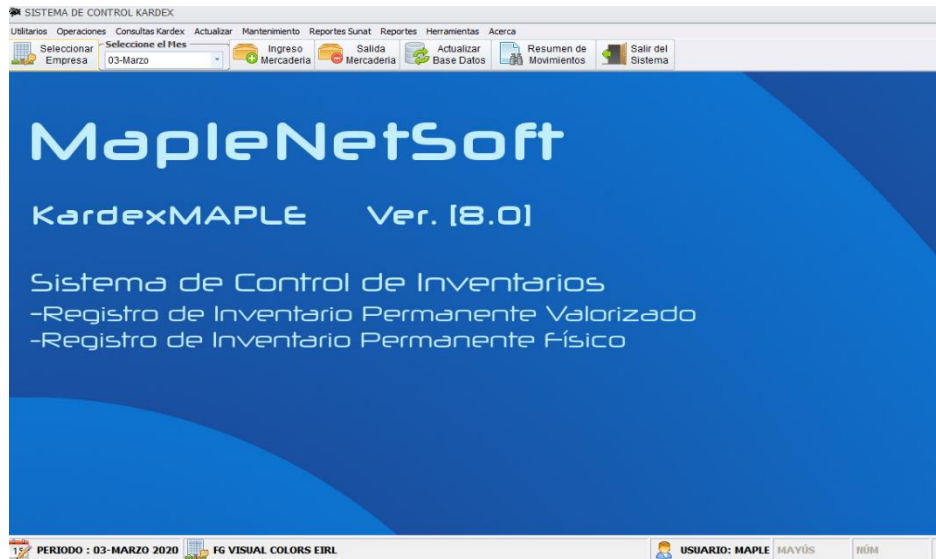 SISTEMA DE CONTROL KARDEX
Utilitarios Operaciones Consultas Kardex Actualizar Mantenimiento Reportes Sunat Reportes Herramientas Acerca
Seleccionar Empresa
Seleccione el Mes
03-Marzo
Ingreso Mercaderia
Salida Mercaderia
Actualizar Base Datos
Resumen de Movimientos
Salir del Sistema
MapleNetSoft
KardexMAPLE Ver. [8.0]
Sistema de Control de Inventarios
-Registro de Inventario Permanente Valorizado
-Registro de Inventario Permanente Físico
PERIODO : 03-MARZO 2020 FG VISUAL COLORS EIRL USUARIO: MAPLE MAYÚS NÚM